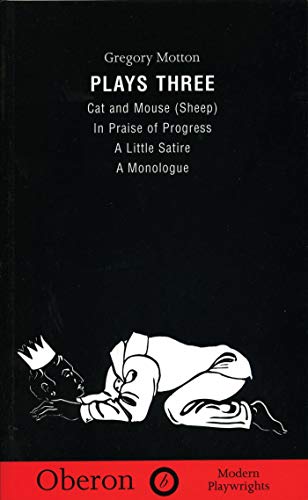 Gregory Motton
PLAYS THREE
Cat and Mouse (Sheep)
In Praise of Progress
A Little Satire
A Monologue
Oberon
b
Modern
Playwrights